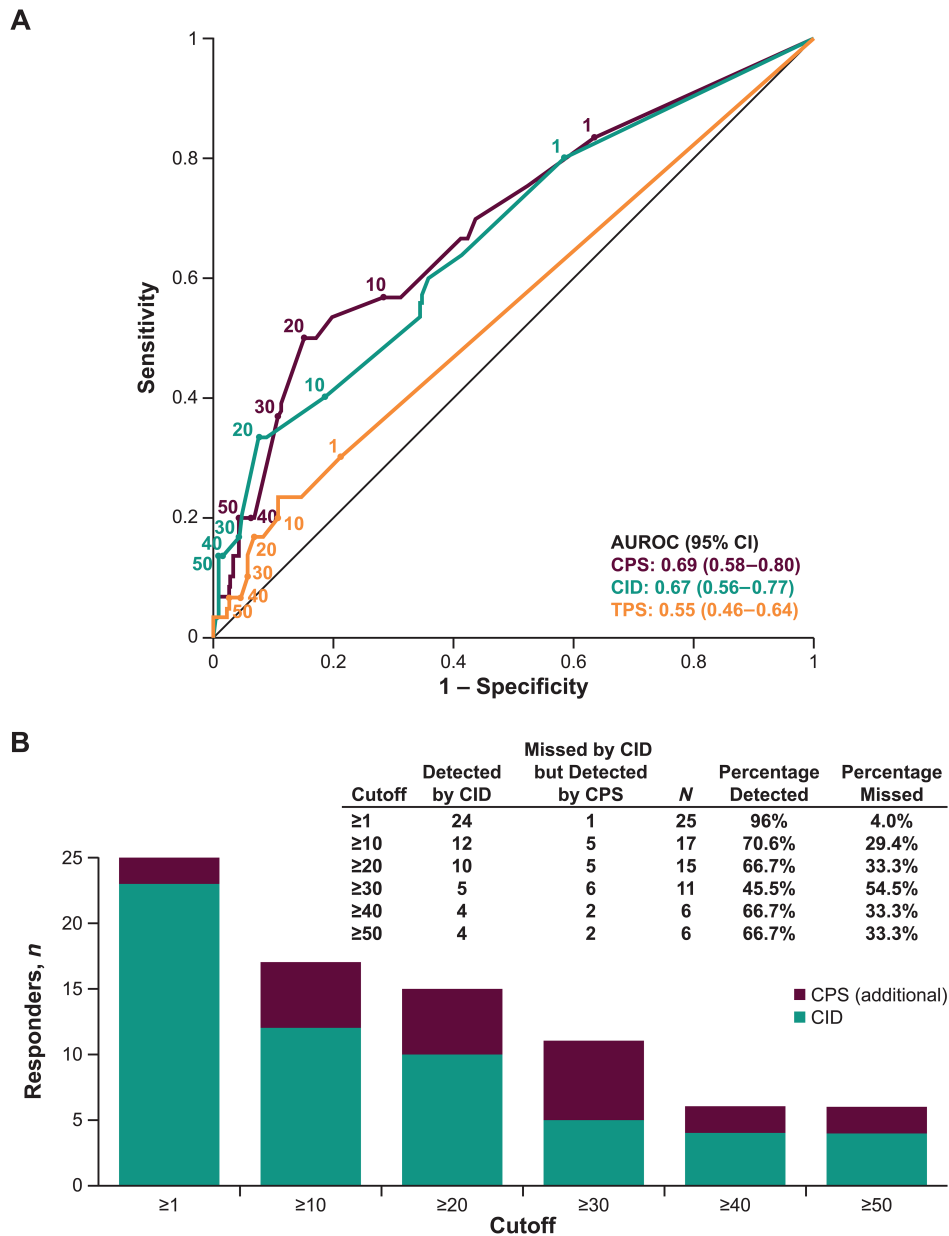 A
1
0.8
0.6
0.4
0.2
0
Sensitivity
0
0.2
0.4
0.6
0.8
1
1 – Specificity
1
10
20
30
40
50
1
10
20
30
40
50
1
10
20
30
40
50
AUROC (95% CI)
CPS: 0.69 (0.58–0.80)
CID: 0.67 (0.56–0.77)
TPS: 0.55 (0.46–0.64)
B
Missed by CID
Detected but Detected Percentage Percentage
Cutoff by CID by CPS N Detected Missed
≥1 24 1 25 96% 4.0%
≥10 12 5 17 70.6% 29.4%
≥20 10 5 15 66.7% 33.3%
≥30 5 6 11 45.5% 54.5%
≥40 4 2 6 66.7% 33.3%
≥50 4 2 6 66.7% 33.3%
25
20
15
10
5
0
Responders, n
CPS (additional)
CID
≥1 ≥10 ≥20 ≥30 ≥40 ≥50
Cutoff